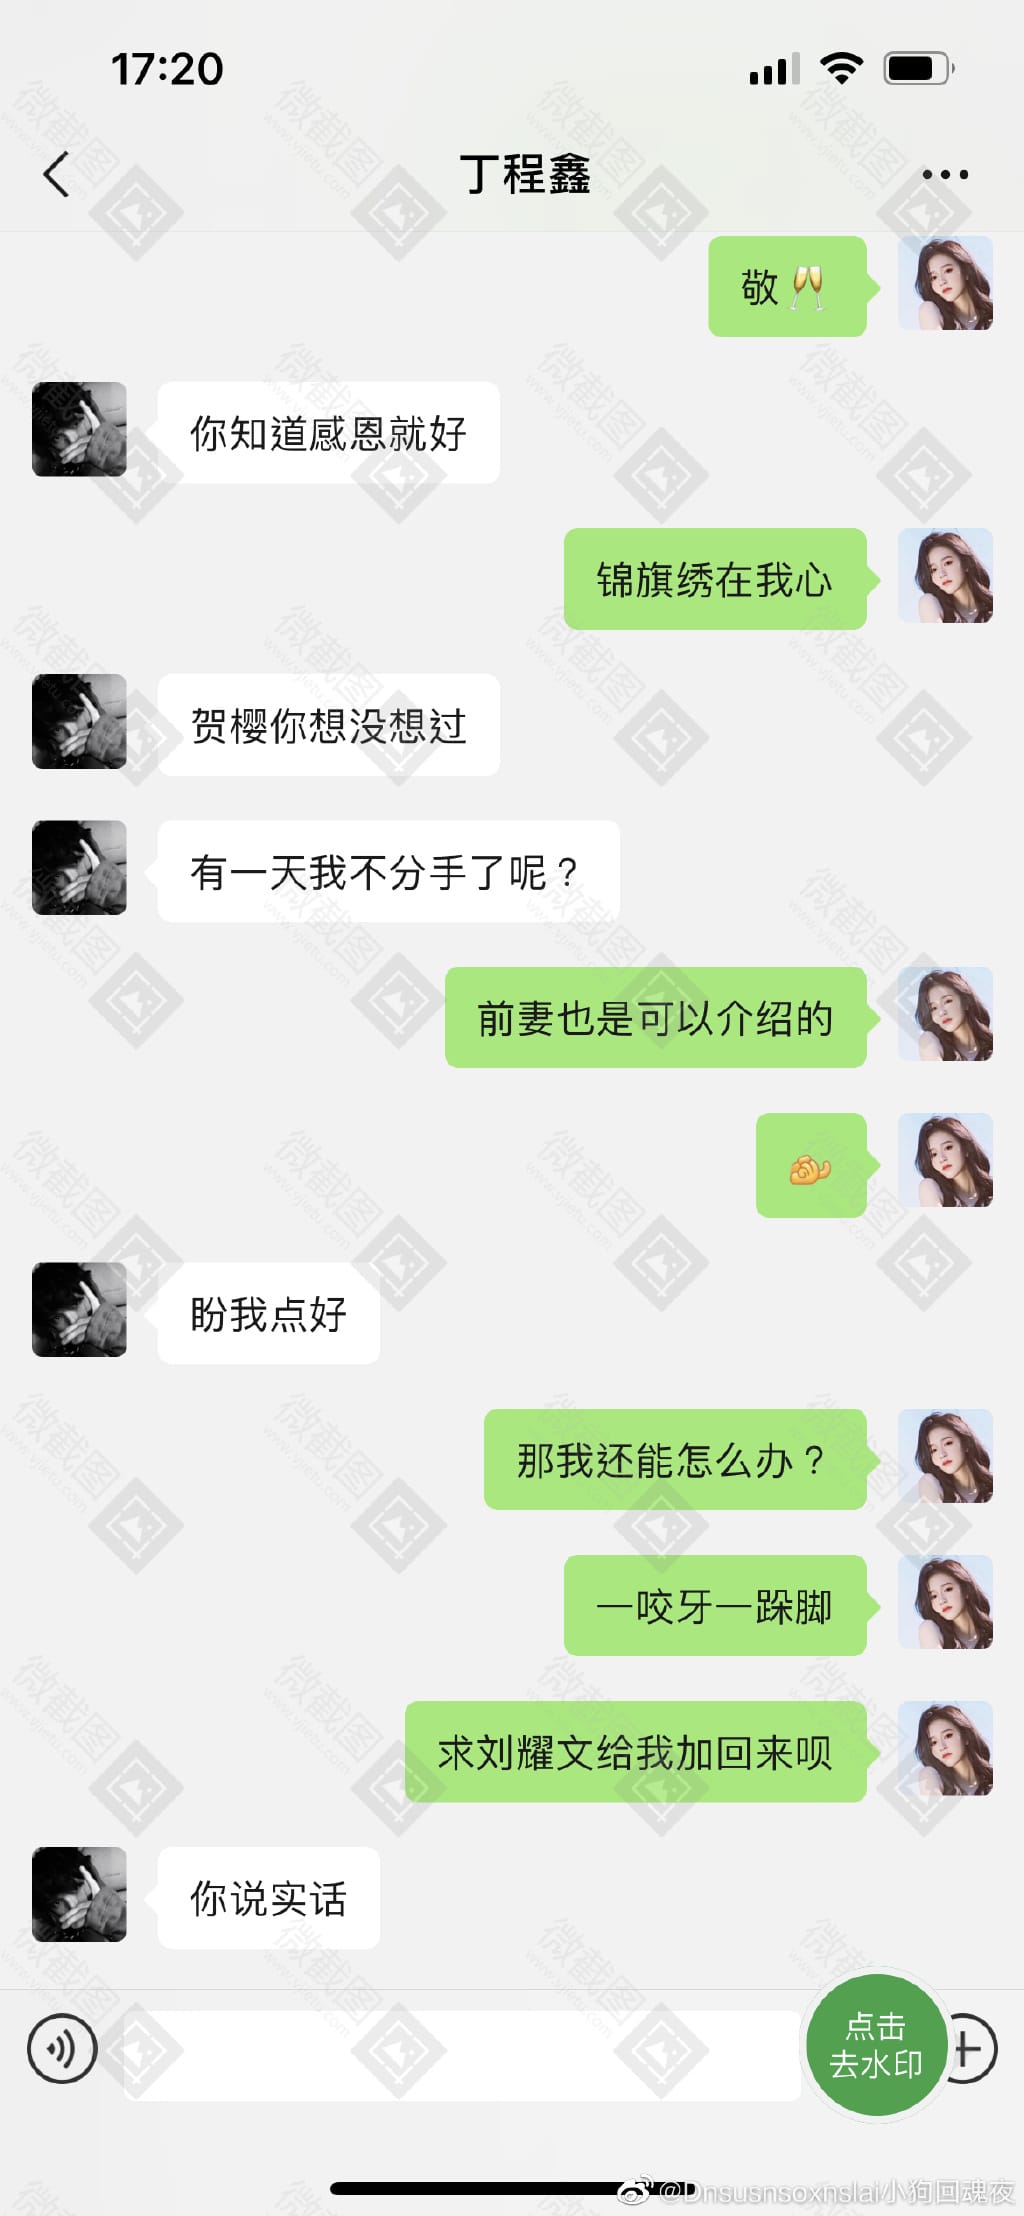 17:20
丁程鑫
敬🥂
你知道感恩就好
锦旗绣在我心
贺樱你想没想过
有一天我不分手了呢？
前妻也是可以介绍的
盼我点好
那我还能怎么办？
一咬牙一跺脚
求刘耀文给我加回来呗
你说实话
点击
去水印
@Dnsusnsoxnslai小狗回魂夜
微截图
www.vjietu.com